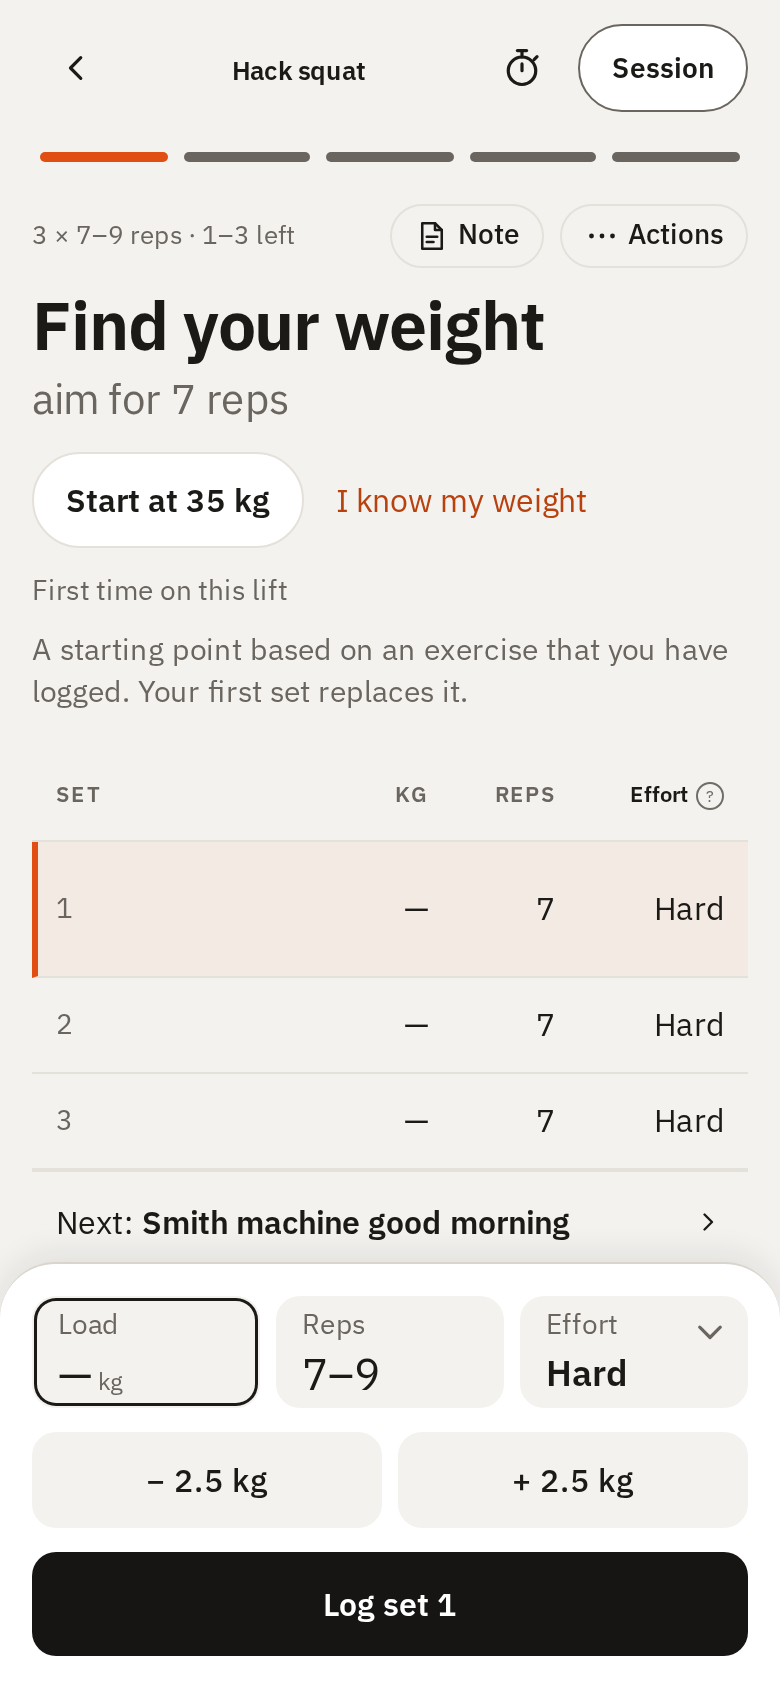 Hack squat
Session
3 × 7–9 reps · 1–3 left
Note
··· Actions
Find your weight
aim for 7 reps
Start at 35 kg
I know my weight
First time on this lift
A starting point based on an exercise that you have
logged. Your first set replaces it.
SET KG REPS Effort ?
1 — 7 Hard
2 — 7 Hard
3 — 7 Hard
Next: Smith machine good morning
Load Reps Effort
— kg 7–9 Hard
− 2.5 kg + 2.5 kg
Log set 1